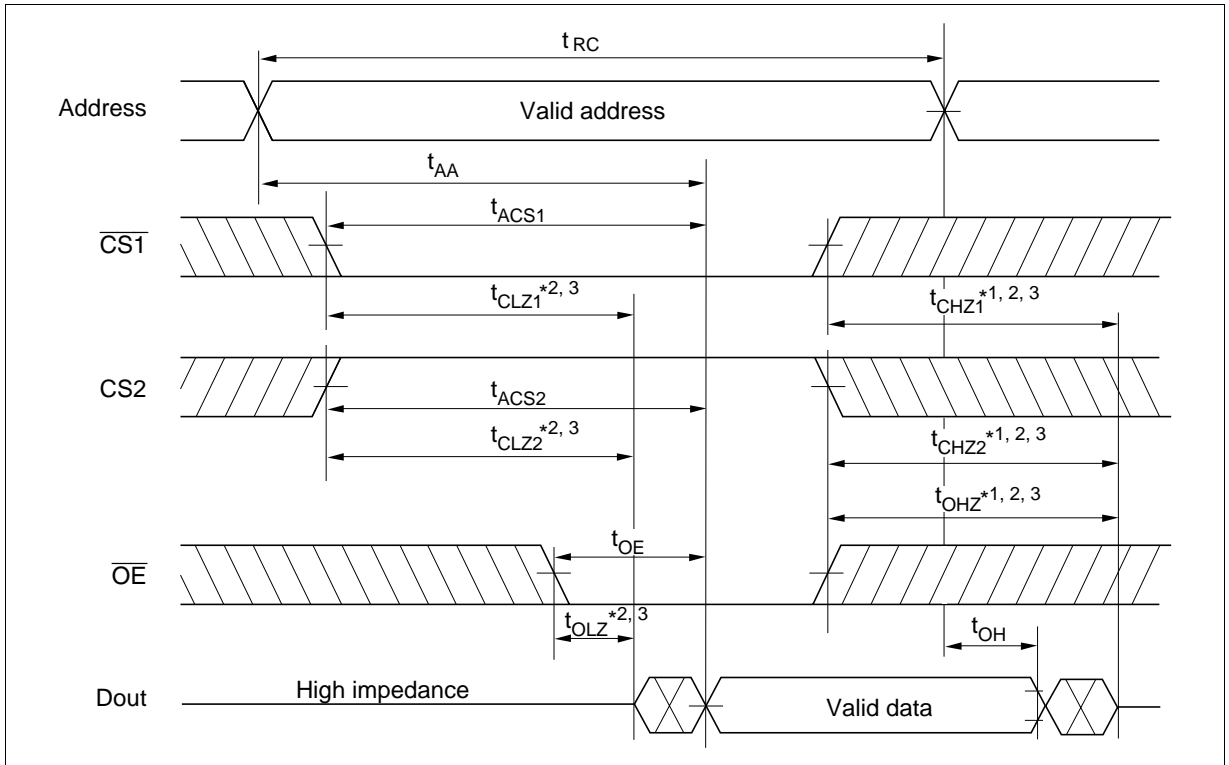 tRC
Address
Valid address
tAA
CS1
tACS1
tCLZ1*2, 3
tCHZ1*1, 2, 3
CS2
tACS2
tCLZ2*2, 3
tCHZ2*1, 2, 3
tOHZ*1, 2, 3
OE
tOE
tOLZ*2, 3
tOH
Dout
High impedance
Valid data